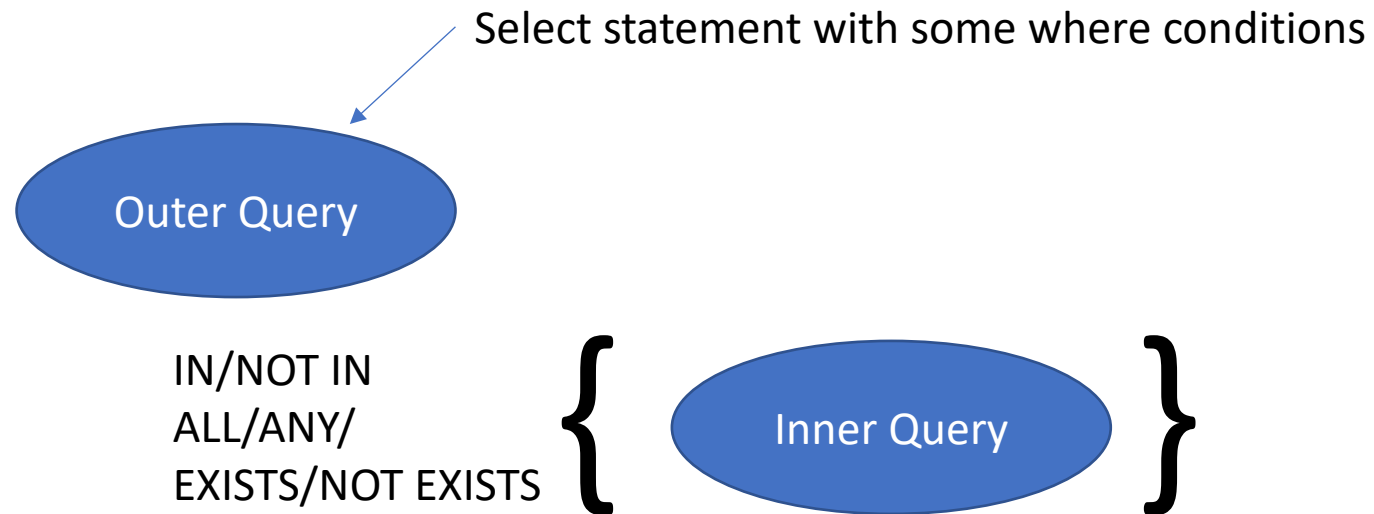 Select statement with some where conditions
Outer Query
IN/NOT IN
ALL/ANY/
EXISTS/NOT EXISTS
{
Inner Query
}